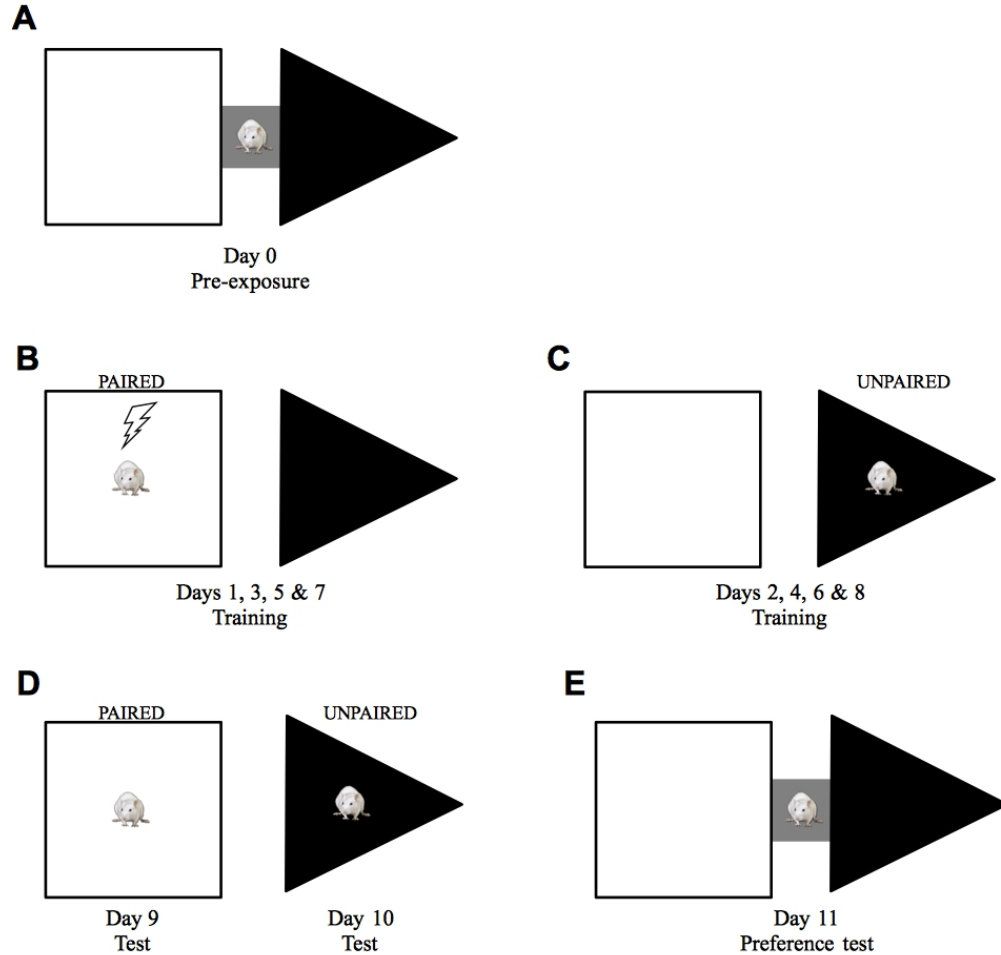 A
Day 0
Pre-exposure
B
PAIRED
Days 1, 3, 5 & 7
Training
C
UNPAIRED
Days 2, 4, 6 & 8
Training
D
PAIRED
Day 9
Test
UNPAIRED
Day 10
Test
E
Day 11
Preference test